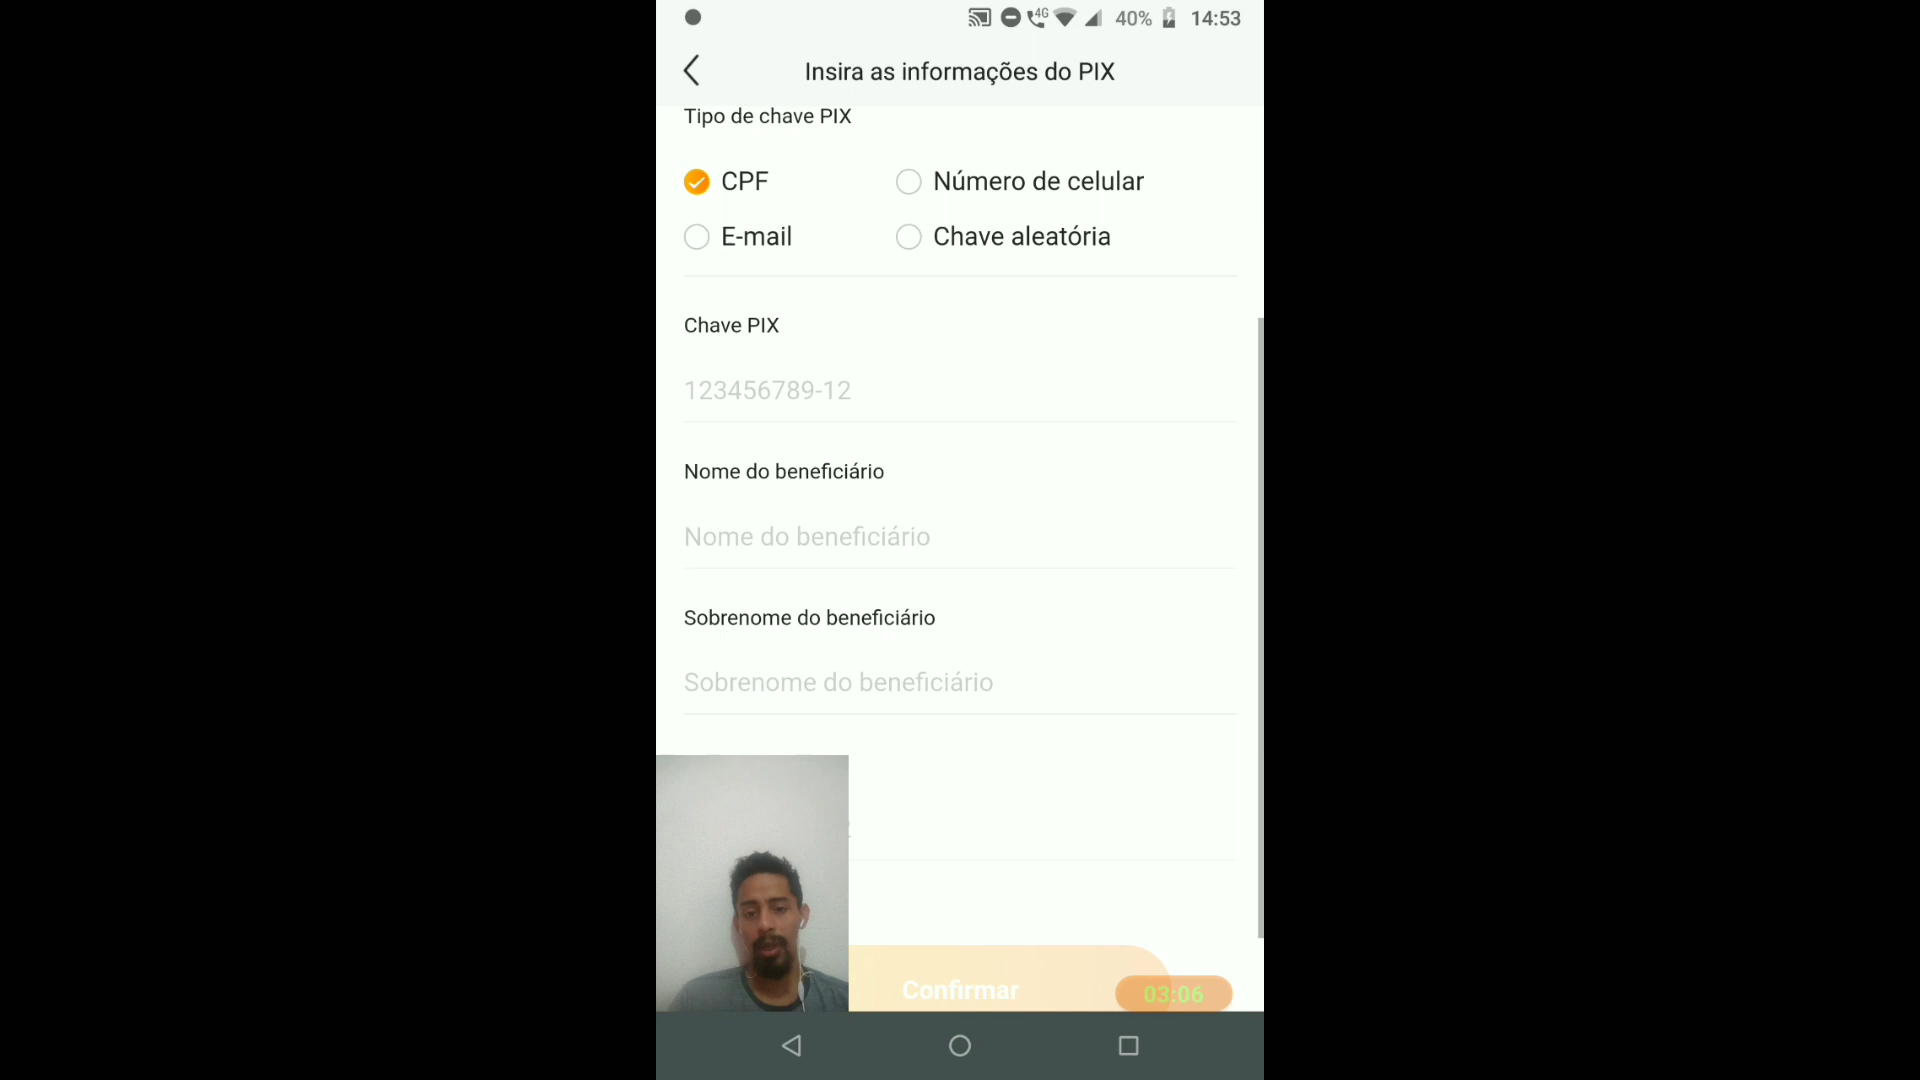 4G 40% 14:53
Insira as informações do PIX
Tipo de chave PIX
CPF
Número de celular
E-mail
Chave aleatória
Chave PIX
123456789-12
Nome do beneficiário
Nome do beneficiário
Sobrenome do beneficiário
Sobrenome do beneficiário
Confirmar
03:06